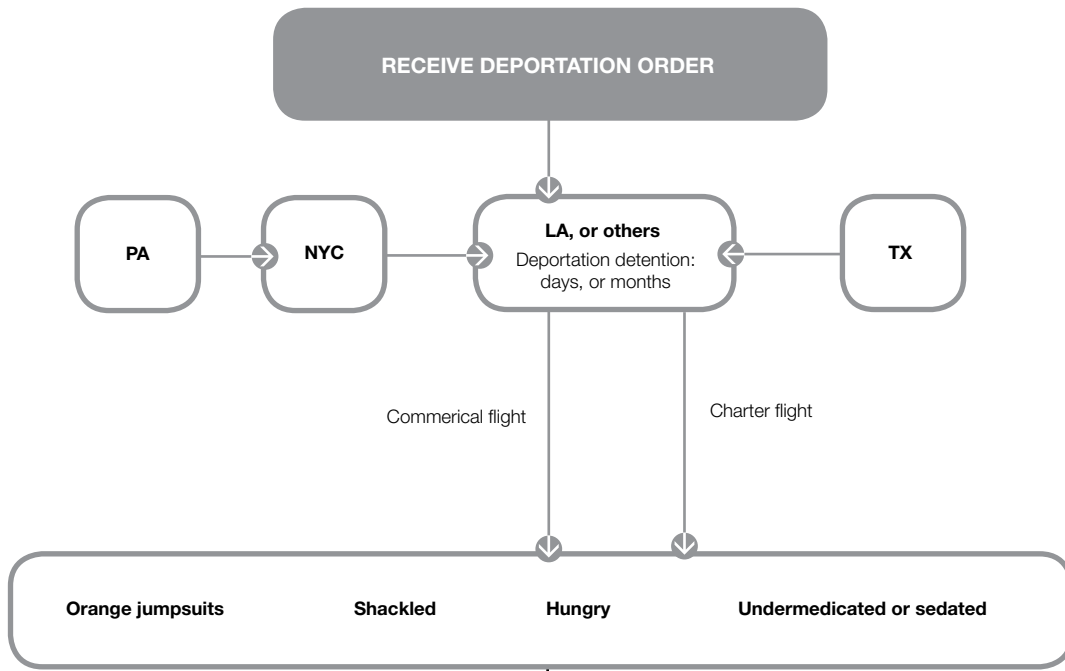 RECEIVE DEPORTATION ORDER
PA
NYC
LA, or others
Deportation detention:
days, or months
TX
Commerical flight
Charter flight
Orange jumpsuits
Shackled
Hungry
Undermedicated or sedated